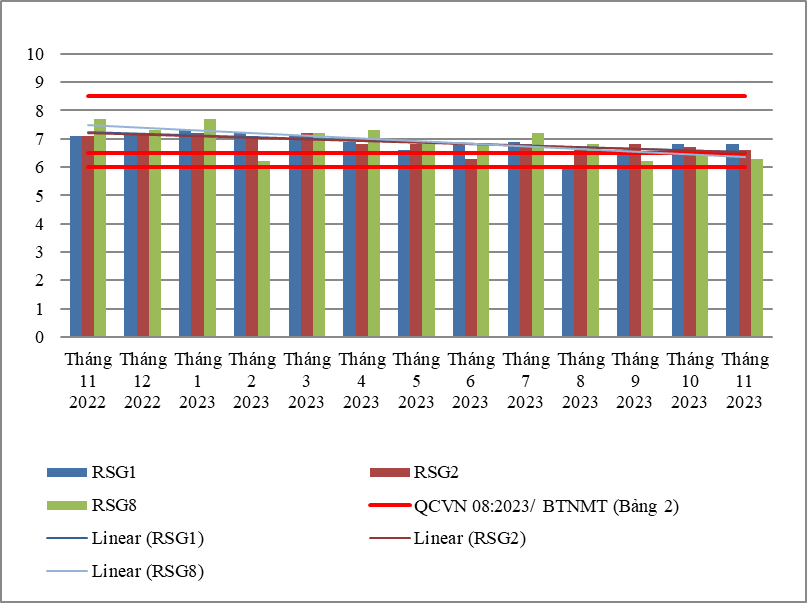 10
9
8
7
6
5
4
3
2
1
0
Tháng 11 2022
Tháng 12 2022
Tháng 1 2023
Tháng 2 2023
Tháng 3 2023
Tháng 4 2023
Tháng 5 2023
Tháng 6 2023
Tháng 7 2023
Tháng 8 2023
Tháng 9 2023
Tháng 10 2023
Tháng 11 2023
RSG1
RSG2
RSG8
QCVN 08:2023/ BTNMT (Bảng 2)
Linear (RSG1)
Linear (RSG2)
Linear (RSG8)